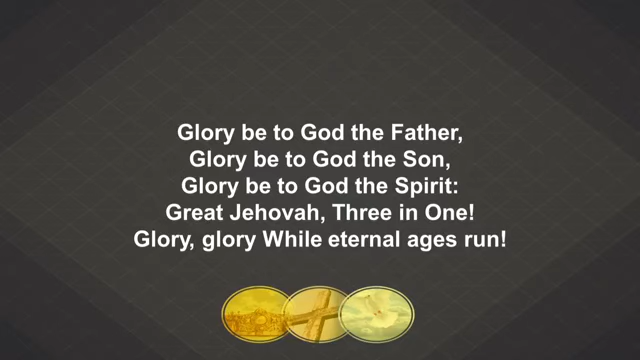 Glory be to God the Father,
Glory be to God the Son,
Glory be to God the Spirit:
Great Jehovah, Three in One!
Glory, glory While eternal ages run!